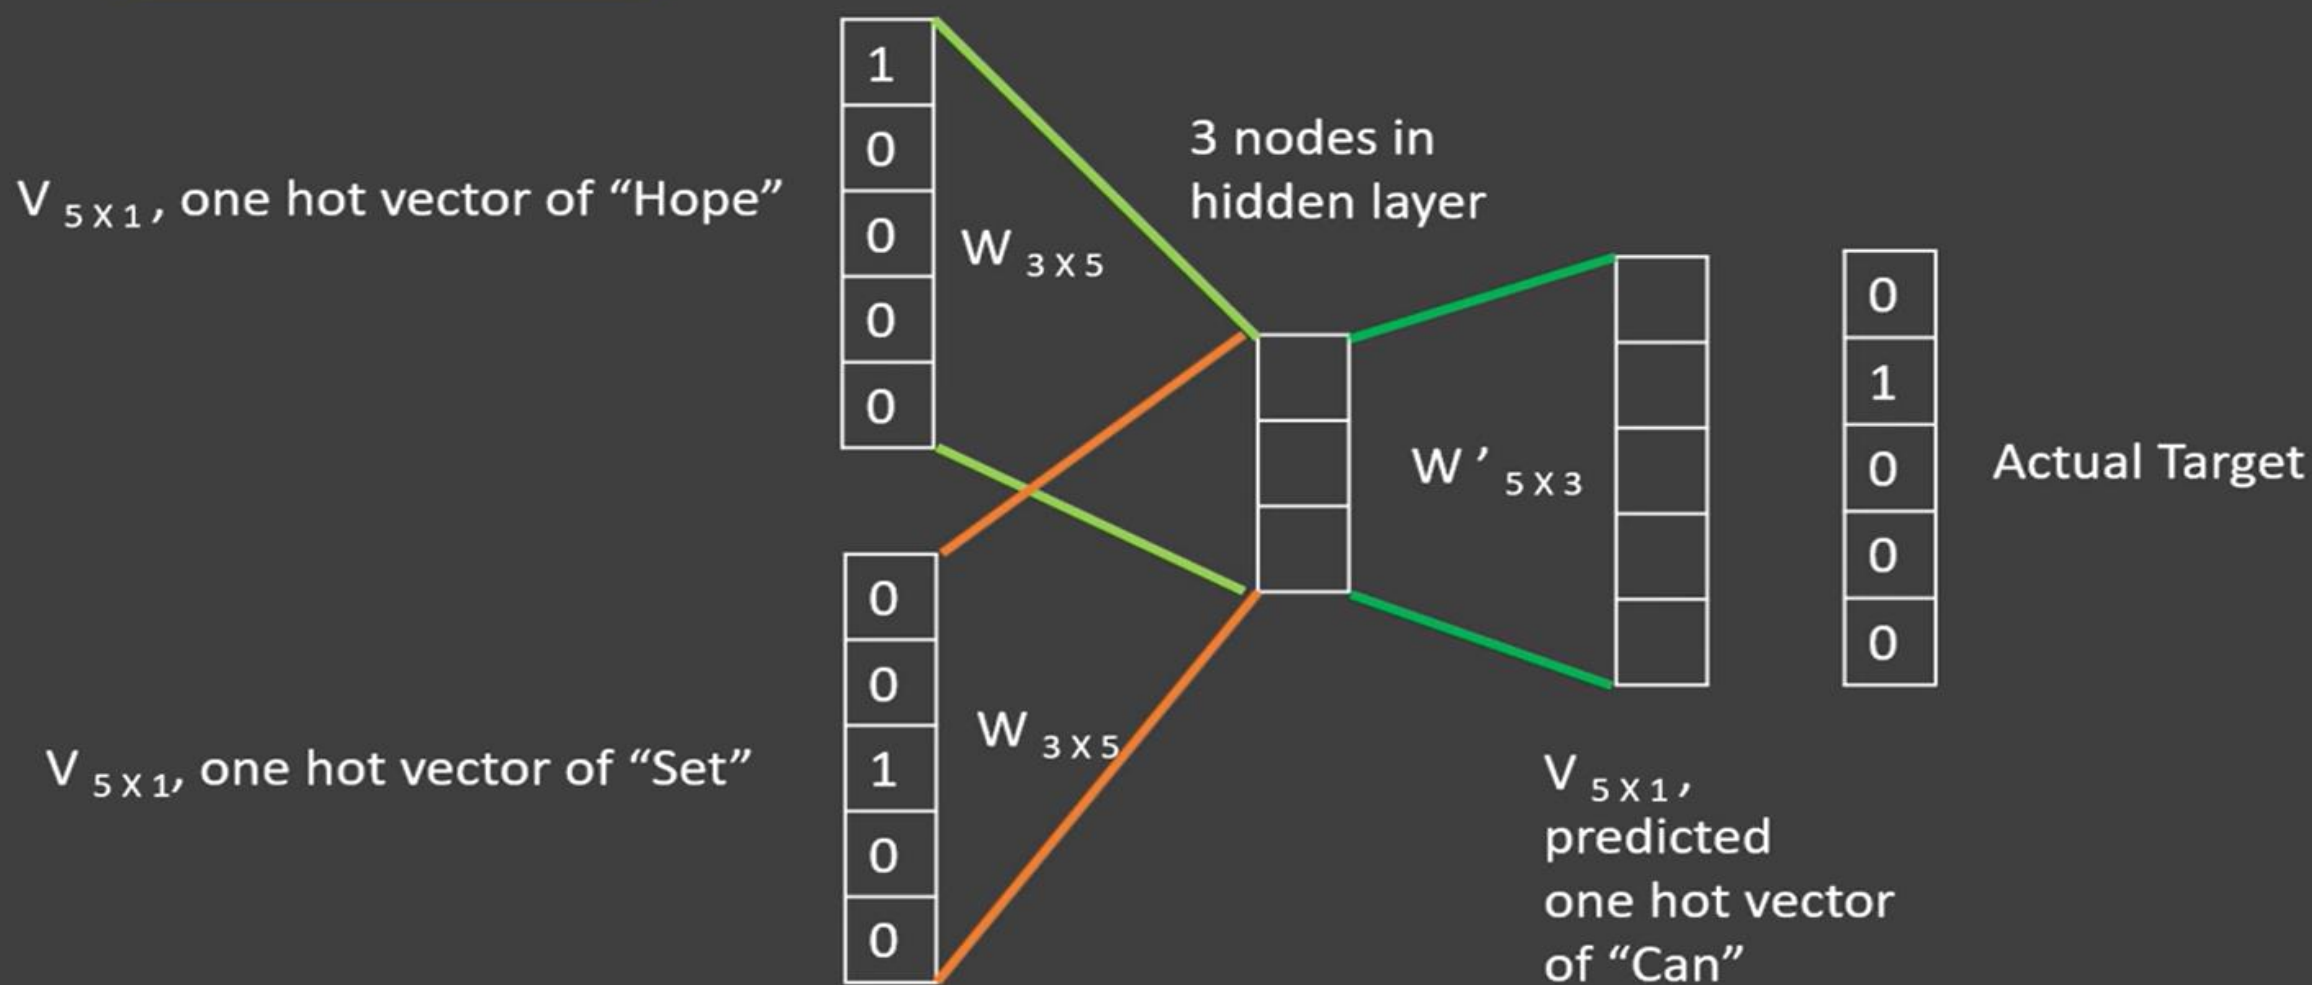 V 5 X 1, one hot vector of “Hope”
1
0
0
0
0
W 3 X 5
3 nodes in
hidden layer
V 5 X 1, one hot vector of “Set”
0
0
1
0
0
W 3 X 5
W ’ 5 X 3
V 5 X 1,
predicted
one hot vector
of “Can”
0
1
0
0
0
Actual Target